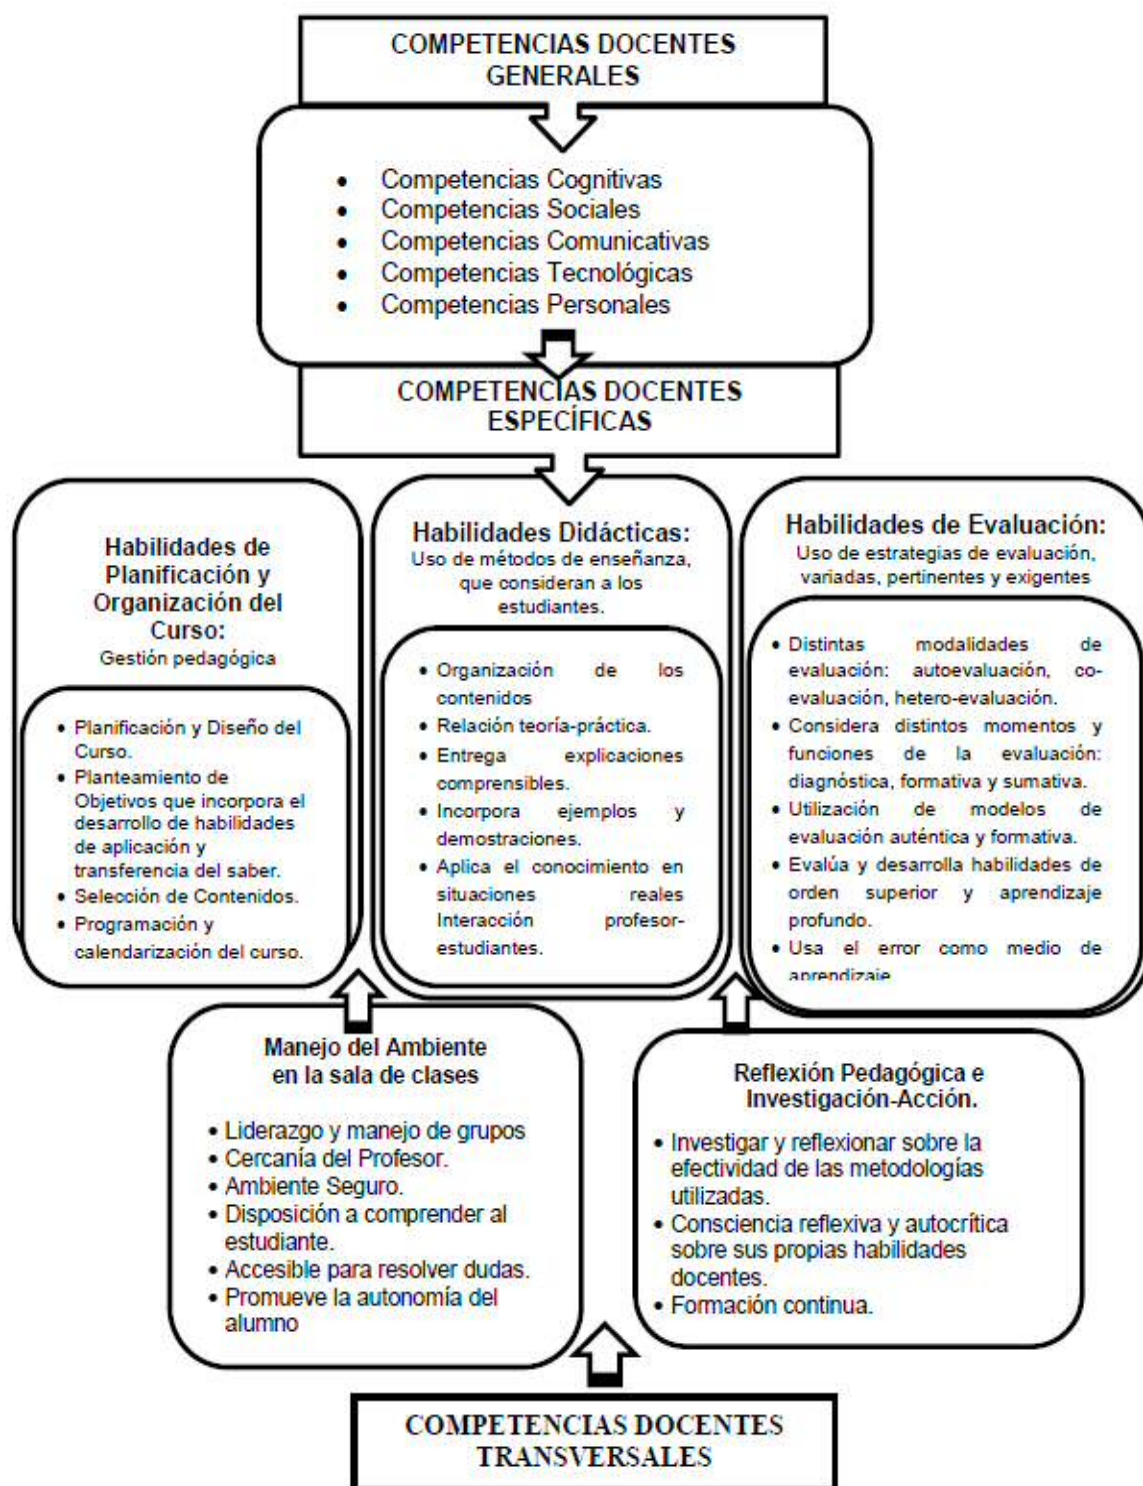 COMPETENCIAS DOCENTES
GENERALES
• Competencias Cognitivas
• Competencias Sociales
• Competencias Comunicativas
• Competencias Tecnológicas
• Competencias Personales
COMPETENCIAS DOCENTES
ESPECÍFICAS
Habilidades de
Planificación y
Organización del
Curso:
Gestión pedagógica
• Planificación y Diseño del
Curso.
• Planteamiento de
Objetivos que incorpora el
desarrollo de habilidades
de aplicación y
transferencia del saber.
• Selección de Contenidos.
• Programación y
calendarización del curso.
Habilidades Didácticas:
Uso de métodos de enseñanza,
que consideran a los
estudiantes.
• Organización de los
contenidos
• Relación teoría-práctica.
• Entrega explicaciones
comprensibles.
• Incorpora ejemplos y
demostraciones.
• Aplica el conocimiento en
situaciones reales
Interacción profesor-
estudiantes.
Habilidades de Evaluación:
Uso de estrategias de evaluación,
variadas, pertinentes y exigentes
• Distintas modalidades de
evaluación: autoevaluación, co-
evaluación, hetero-evaluación.
• Considera distintos momentos y
funciones de la evaluación:
diagnóstica, formativa y sumativa.
• Utilización de modelos de
evaluación auténtica y formativa.
• Evalúa y desarrolla habilidades de
orden superior y aprendizaje
profundo.
• Usa el error como medio de
aprendizaje
Manejo del Ambiente
en la sala de clases
• Liderazgo y manejo de grupos
• Cercanía del Profesor.
• Ambiente Seguro.
• Disposición a comprender al
estudiante.
• Accesible para resolver dudas.
• Promueve la autonomía del
alumno
Reflexión Pedagógica e
Investigación-Acción.
• Investigar y reflexionar sobre la
efectividad de las metodologías
utilizadas.
• Consciencia reflexiva y autocrítica
sobre sus propias habilidades
docentes.
• Formación continua.
COMPETENCIAS DOCENTES
TRANSVERSALES